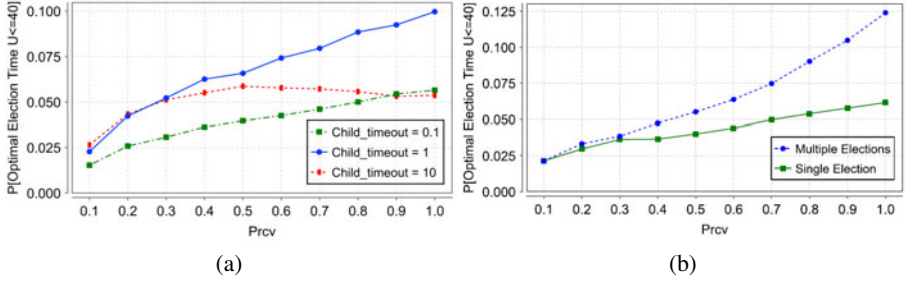 P[Optimal Election Time U<=40]
0.100
0.075
0.050
0.025
0.000
Child_timeout = 0.1
Child_timeout = 1
Child_timeout = 10
0.1 0.2 0.3 0.4 0.5 0.6 0.7 0.8 0.9 1.0
Prcv
(a)
P[Optimal Election Time U<=40]
0.125
0.100
0.075
0.050
0.025
0.000
Multiple Elections
Single Election
0.1 0.2 0.3 0.4 0.5 0.6 0.7 0.8 0.9 1.0
Prcv
(b)